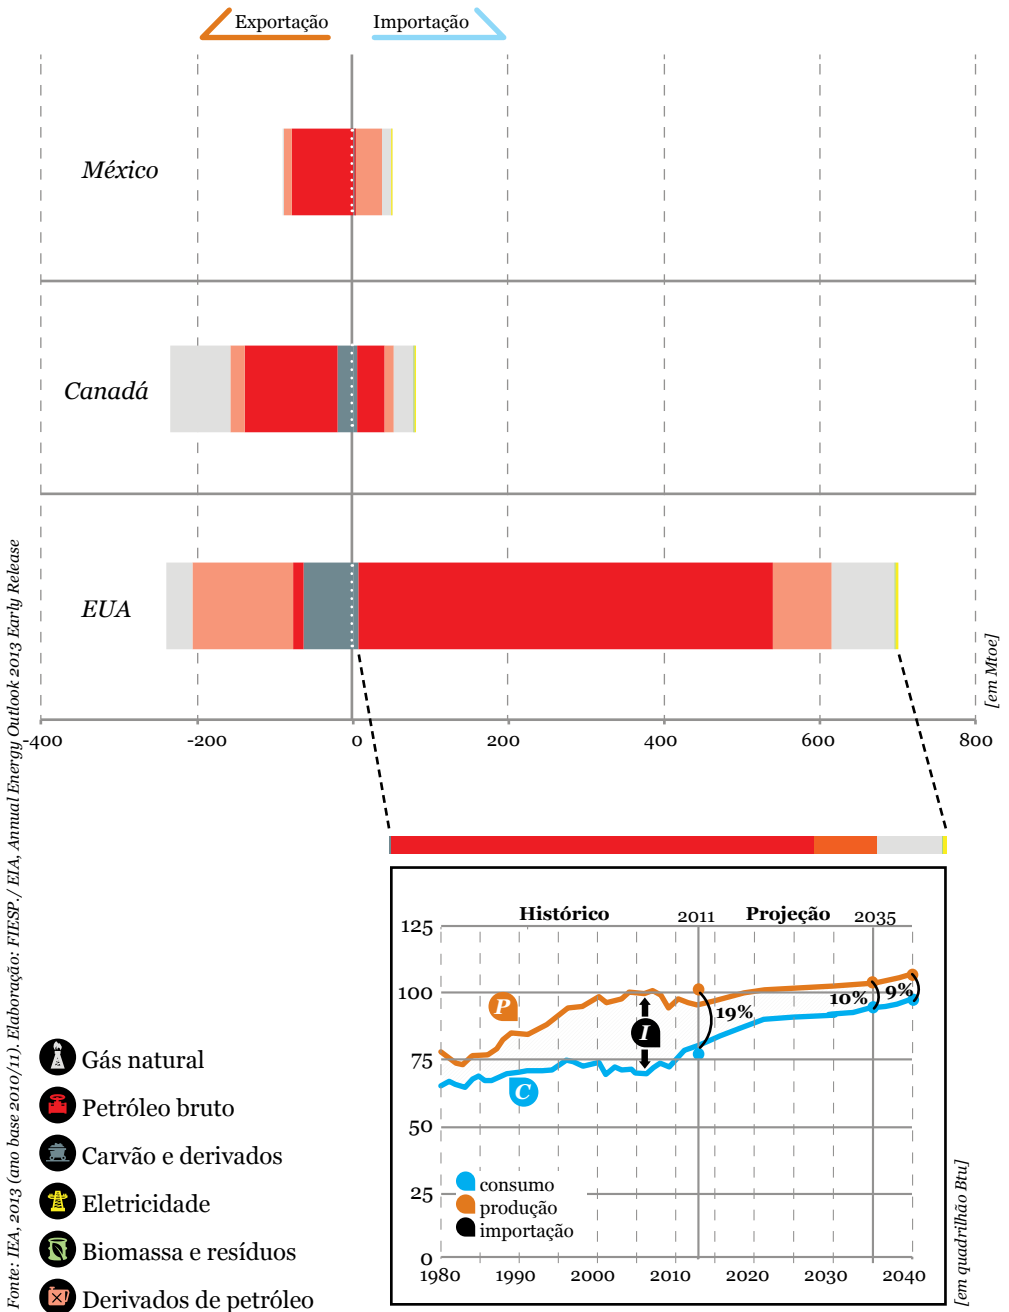 Exportação
Importação
México
Canadá
EUA
[em Mtoe]
-400
-200
0
200
400
600
800
Fonte: IEA, 2013 (ano base 2010/11). Elaboração: FIESP./ EIA, Annual Energy Outlook 2013 Early Release
Histórico
2011
Projeção
2035
125
100
75
50
25
0
P
I
C
19%
10%
9%
consumo
produção
importação
1980
1990
2000
2010
2020
2030
2040
[em quadrilhão Btu]
Gás natural
Petróleo bruto
Carvão e derivados
Eletricidade
Biomassa e resíduos
Derivados de petróleo